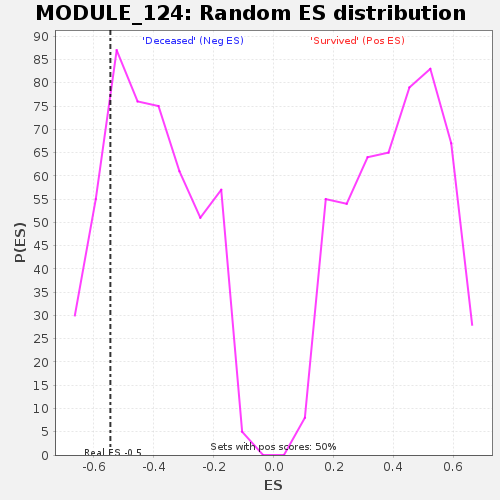 MODULE_124: Random ES distribution
'Deceased' (Neg ES) 'Survived' (Pos ES)
90
85
80
75
70
65
60
55
50
45
40
35
30
25
20
15
10
5
0
P(ES)
Sets with pos scores: 50%
Real ES -0.5
-0.6 -0.4 -0.2 0.0 0.2 0.4 0.6
ES